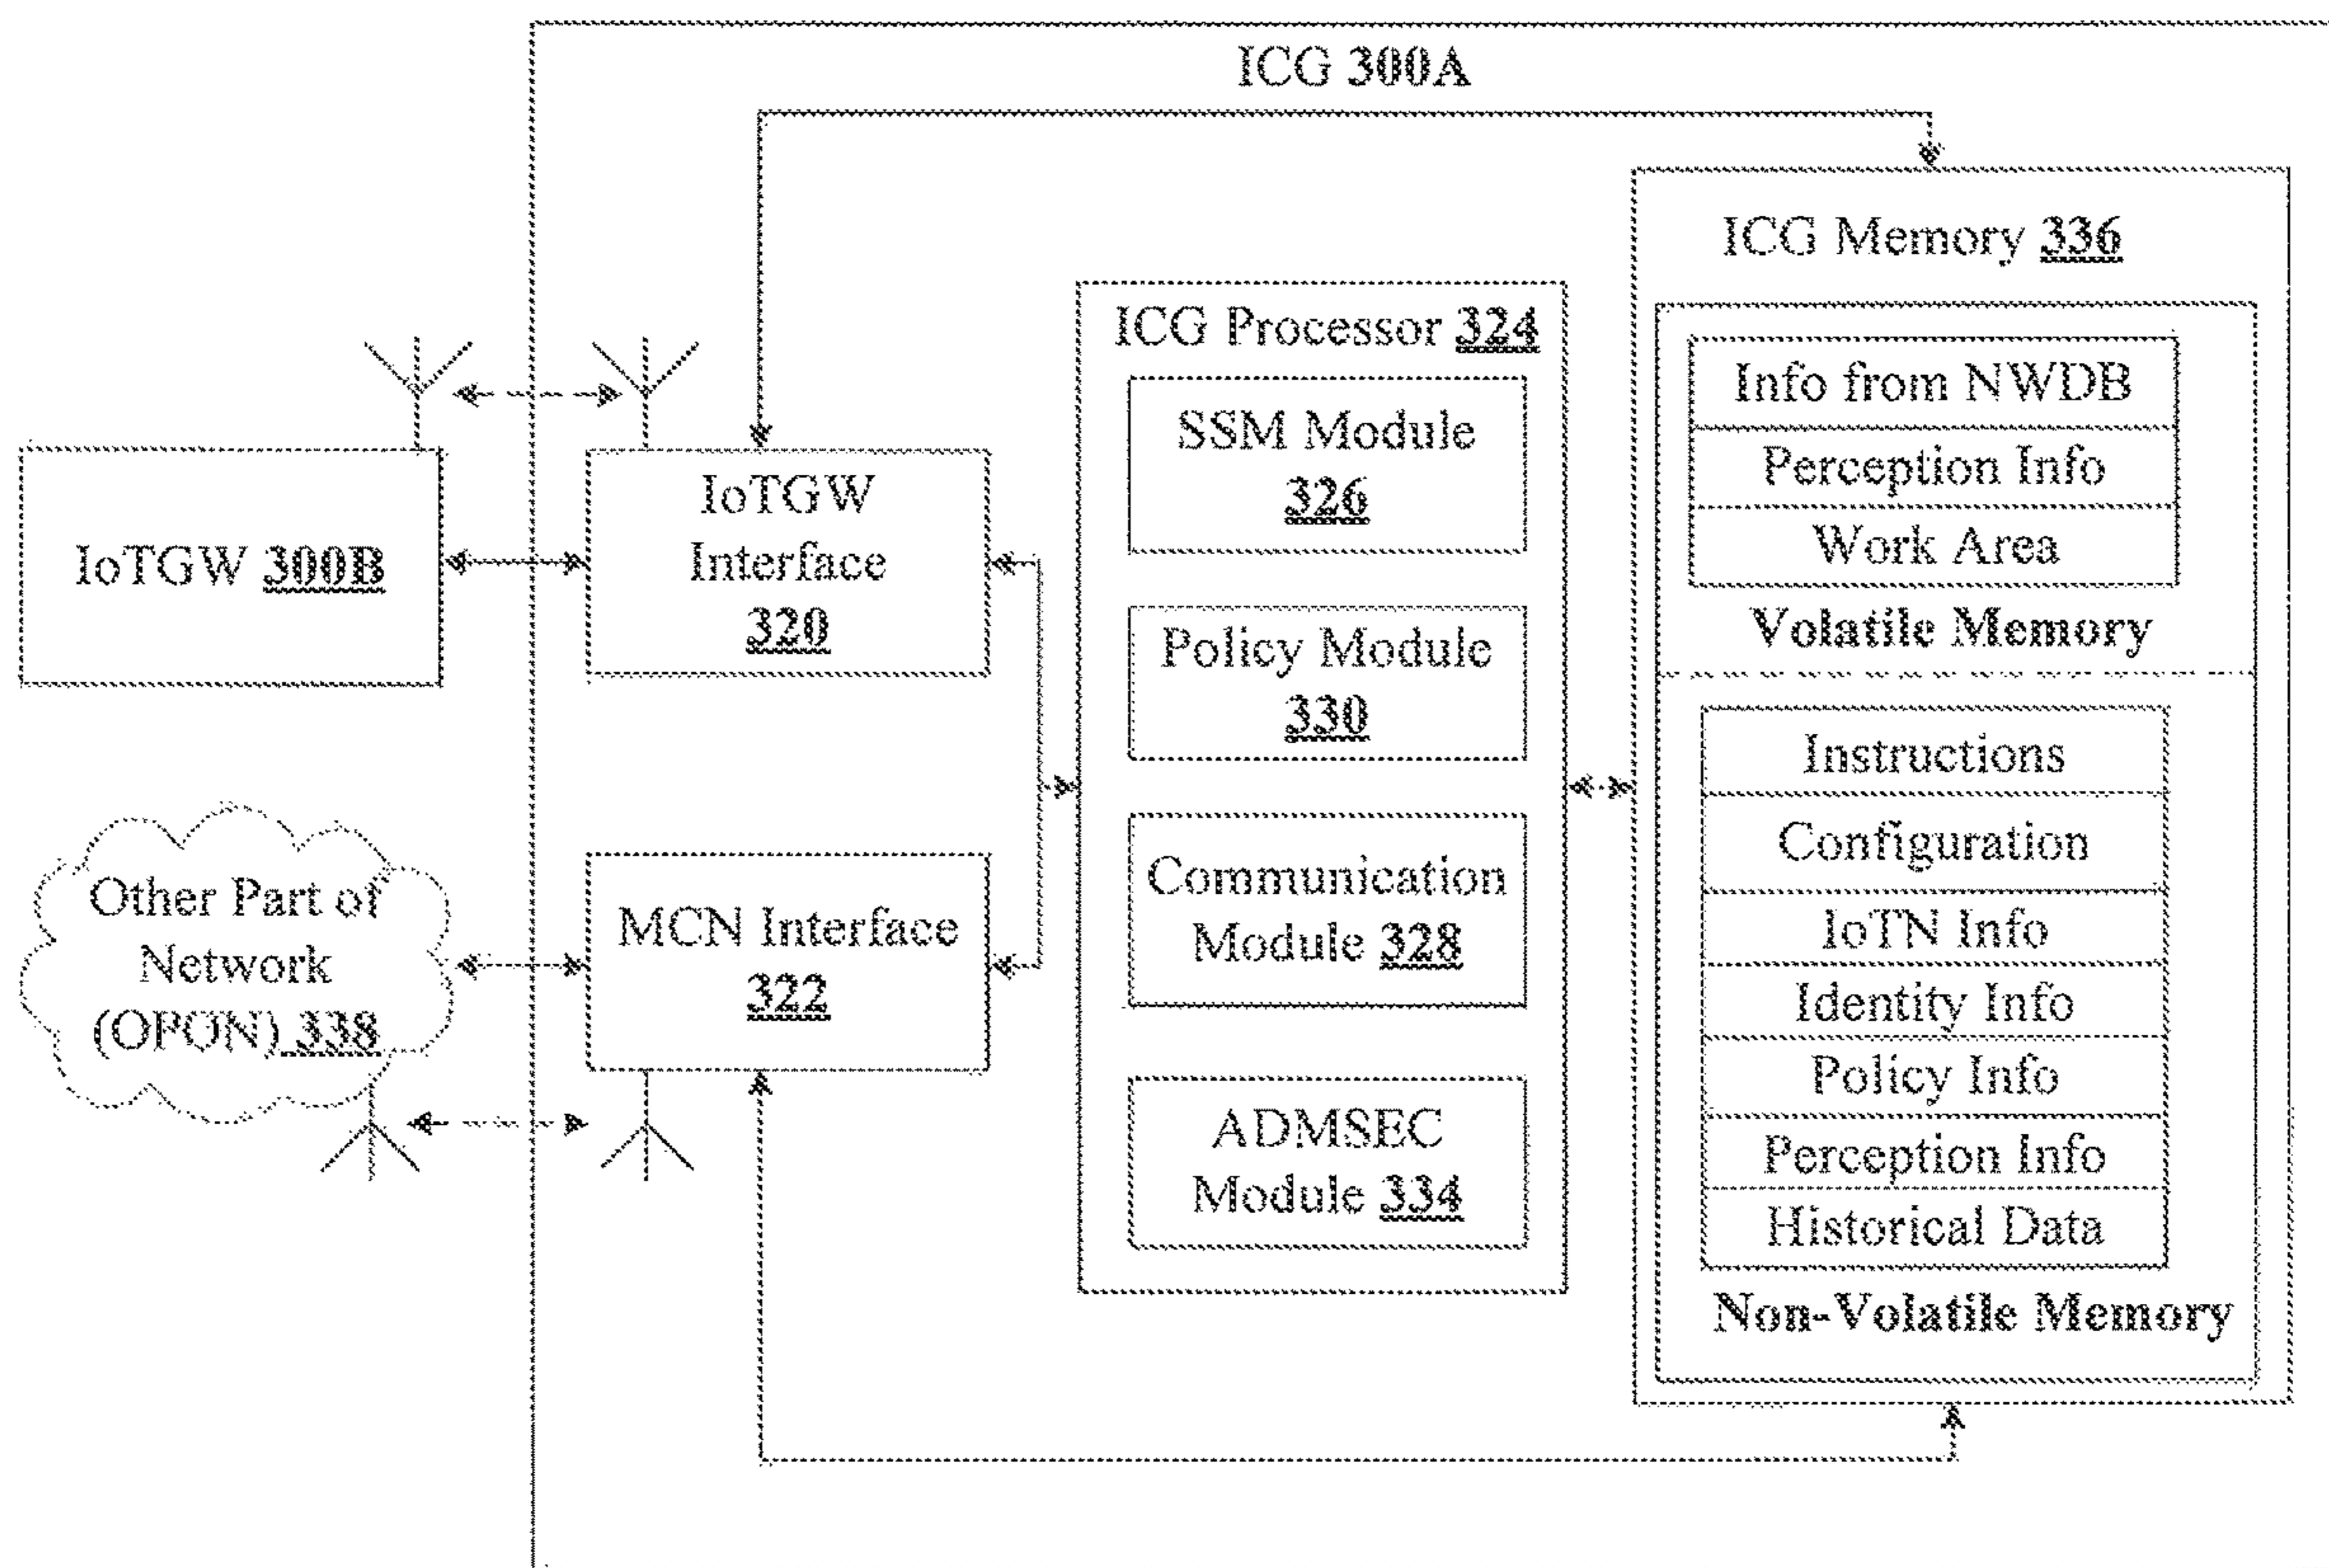 ICG 300A
IoTGW 300B
IoTGW
Interface
320
Other Part of
Network
(OPON) 338
MCN Interface
322
ICG Processor 324
SSM Module
326
Policy Module
330
Communication
Module 328
ADMSEC
Module 334
ICG Memory 336
Info from NWDB
Perception Info
Work Area
Volatile Memory
Instructions
Configuration
IoTN Info
Identity Info
Policy Info
Perception Info
Historical Data
Non-Volatile Memory